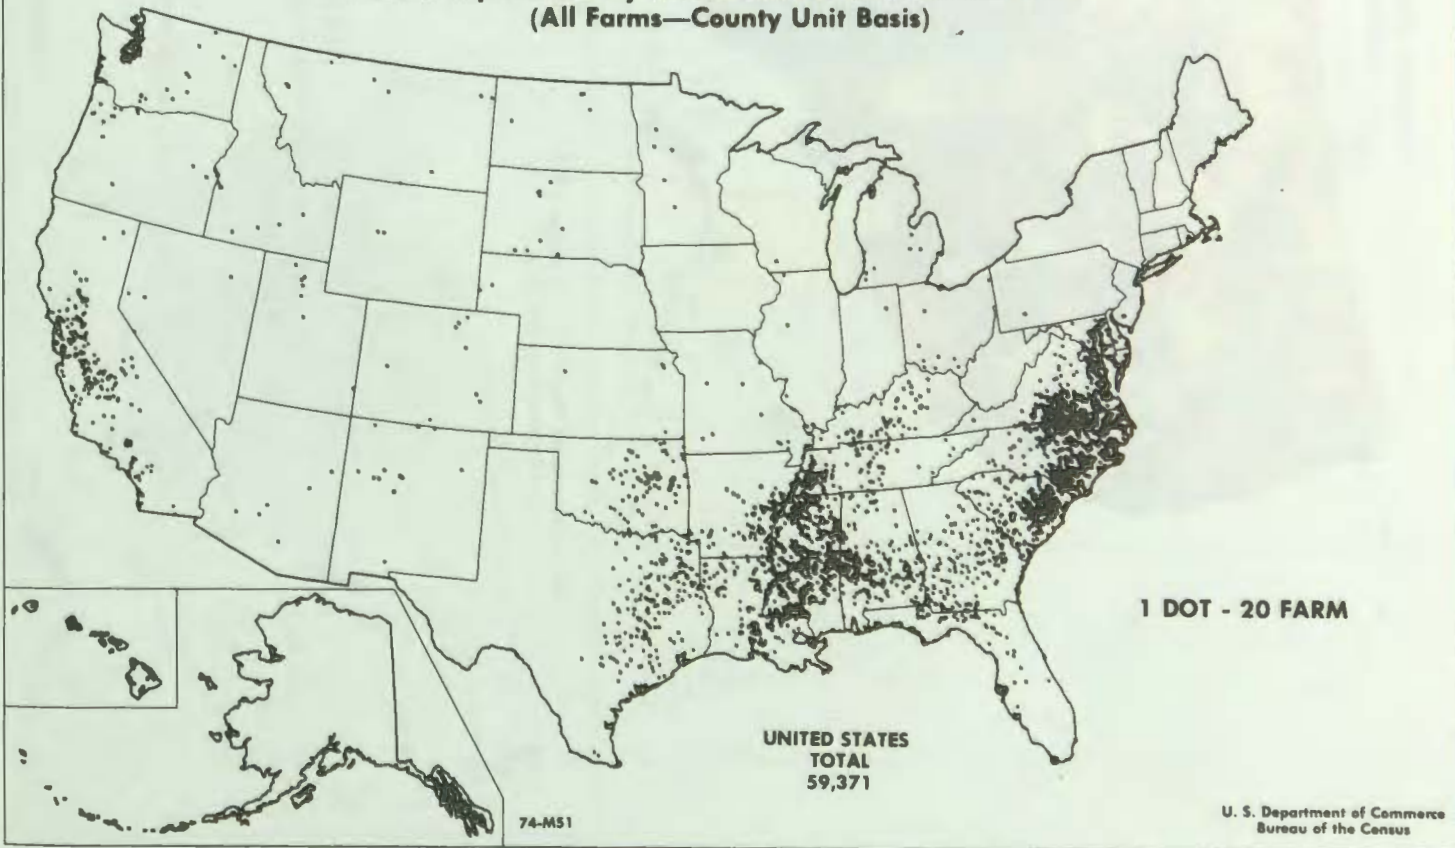 (All Farms—County Unit Basis)
1 DOT - 20 FARM
UNITED STATES
TOTAL
59,371
74-M51
U. S. Department of Commerce
Bureau of the Census